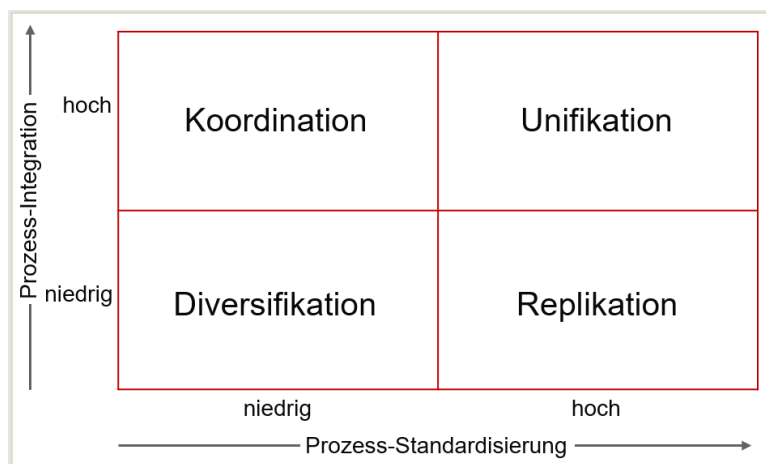 Prozess-Integration
hoch
Koordination
Unifikation
niedrig
Diversifikation
Replikation
niedrig
hoch
Prozess-Standardisierung